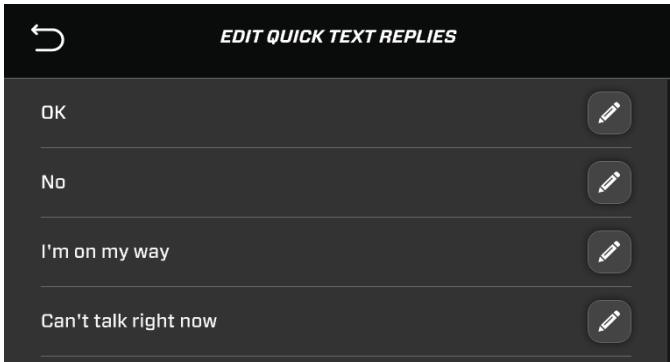 EDIT QUICK TEXT REPLIES
OK
No
I'm on my way
Can't talk right now